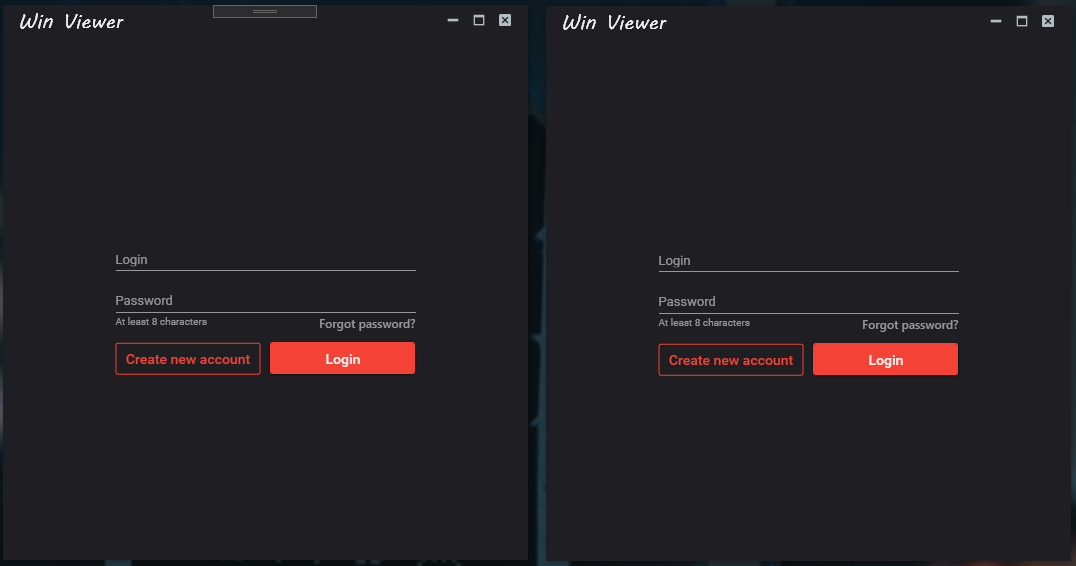 Win Viewer
Login
Password
At least 8 characters
Forgot password?
Create new account
Login
Win Viewer
Login
Password
At least 8 characters
Forgot password?
Create new account
Login